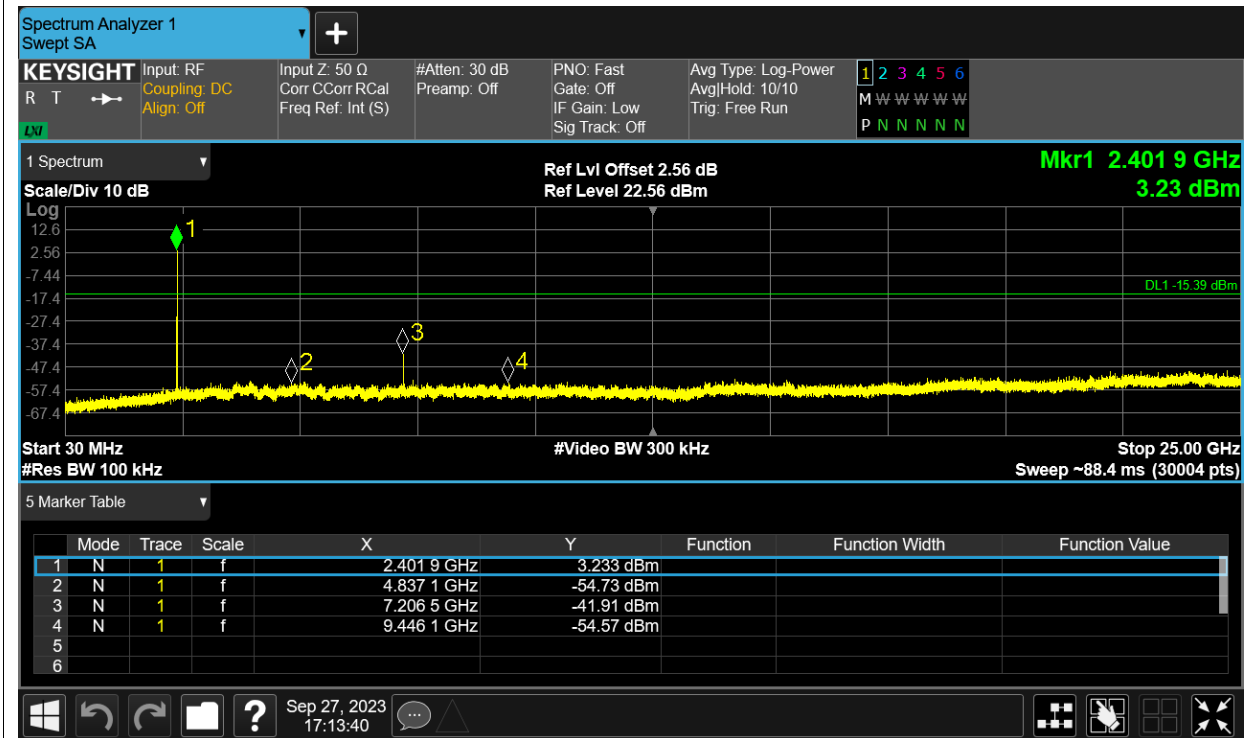 Spectrum Analyzer 1
Swept SA
KEYSIGHT Input: RF Input Z: 50 Ω #Atten: 30 dB PNO: Fast Avg Type: Log-Power 1 2 3 4 5 6
R T Coupling: DC Corr CCorr RCal Preamp: Off Gate: Off Avg|Hold: 10/10 M W W W W W W
Align: Off Freq Ref: Int (S) IF Gain: Low Trig: Free Run
LXI Sig Track: Off P N N N N N N
1 Spectrum Ref Lvl Offset 2.56 dB Mkr1 2.401 9 GHz
Scale/Div 10 dB Ref Level 22.56 dBm 3.23 dBm
Log
12.6 1
2.56
-7.44
DL1 -15.39 dBm
-17.4
-27.4
3
-37.4
-47.4 2 4
-57.4
-67.4
Start 30 MHz #Video BW 300 kHz Stop 25.00 GHz
#Res BW 100 kHz Sweep ~88.4 ms (30004 pts)
5 Marker Table
Mode Trace Scale X Y Function Function Width Function Value
1 N 1 f 2.401 9 GHz 3.233 dBm
2 N 1 f 4.837 1 GHz -54.73 dBm
3 N 1 f 7.206 5 GHz -41.91 dBm
4 N 1 f 9.446 1 GHz -54.57 dBm
5
6
? Sep 27, 2023
17:13:40